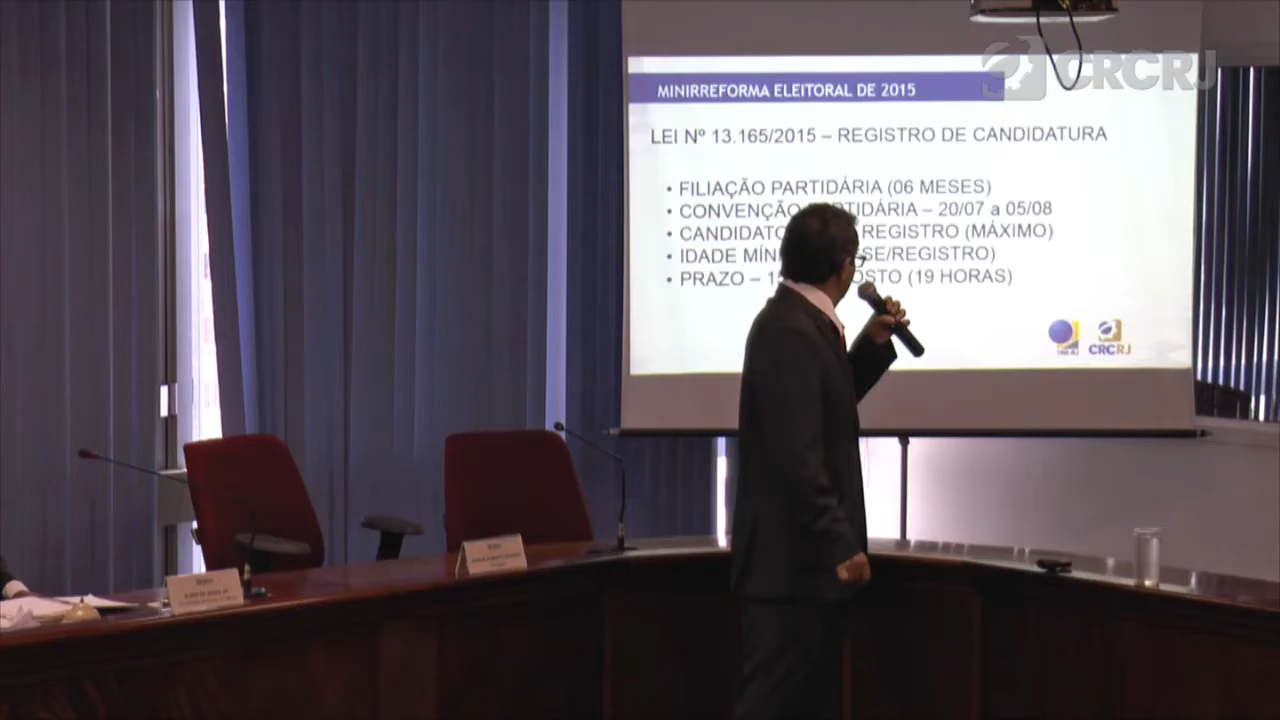 CRCRJ
MINIRREFORMA ELEITORAL DE 2015
LEI Nº 13.165/2015 – REGISTRO DE CANDIDATURA
• FILIAÇÃO PARTIDÁRIA (06 MESES)
• CONVENÇÃO PARTIDÁRIA – 20/07 a 05/08
• CANDIDATO REGISTRO (MÁXIMO)
• IDADE MÍN SE/REGISTRO)
• PRAZO – 1 OSTO (19 HORAS)
CRCRJ